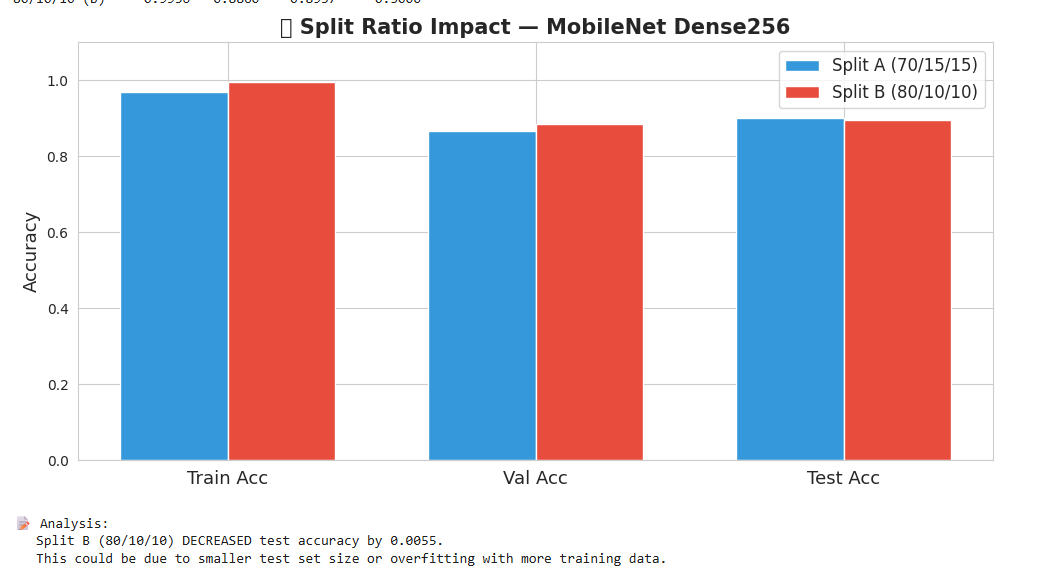 Split Ratio Impact — MobileNet Dense256
1.0
0.8
0.6
0.4
0.2
0.0
Accuracy
Split A (70/15/15)
Split B (80/10/10)
Train Acc
Val Acc
Test Acc
Analysis:
Split B (80/10/10) DECREASED test accuracy by 0.0055.
This could be due to smaller test set size or overfitting with more training data.